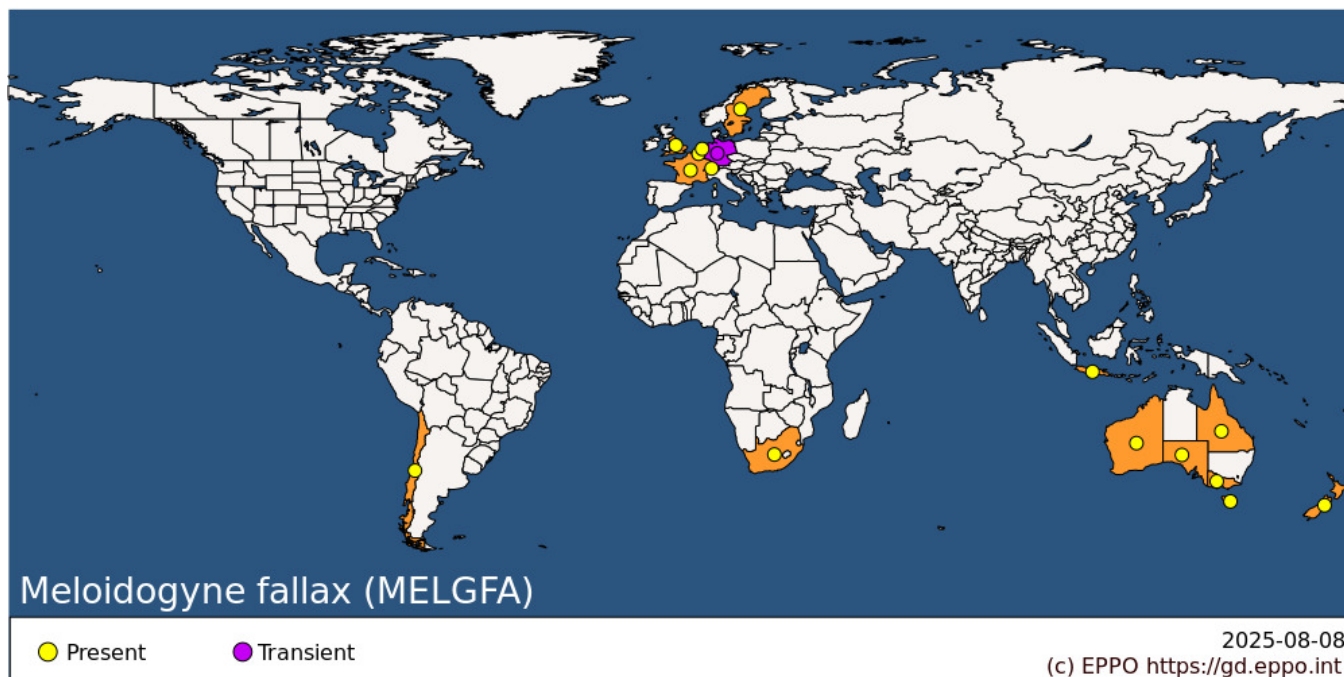 Meloidogyne fallax (MELGFA)
Present
Transient
2025-08-08
(c) EPPO https://gd.eppo.int